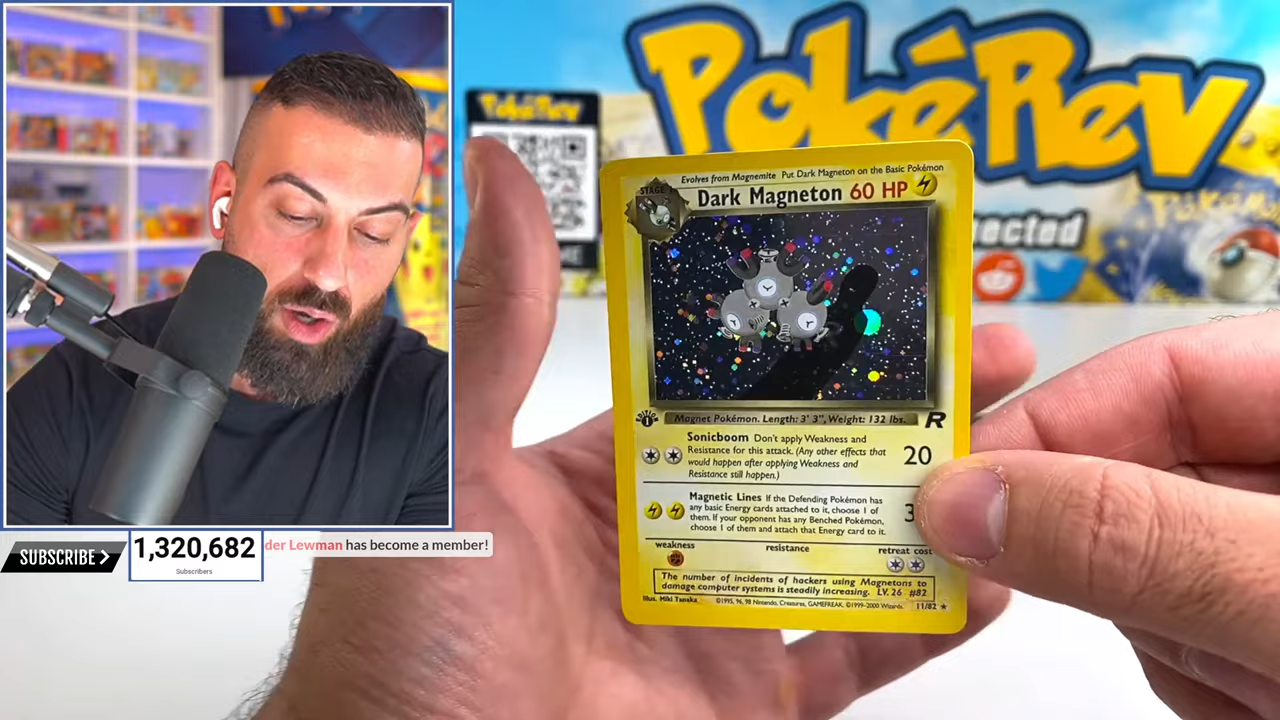 PokéRev
PokéRev
nected
Evolves from Magnemite Put Dark Magneton on the Basic Pokémon
STAGE 1
Dark Magneton 60 HP
EDITION
1
Magnet Pokémon. Length: 3' 3", Weight: 132 lbs.
R
Sonicboom Don't apply Weakness and
Resistance for this attack. (Any other effects that
would happen after applying Weakness and
Resistance still happen.)
20
Magnetic Lines If the Defending Pokémon has
any basic Energy cards attached to it, choose 1 of
them. If your opponent has any Benched Pokémon,
choose 1 of them and attach that Energy card to it.
3
weakness resistance retreat cost
The number of incidents of hackers using Magnetons to
damage computer systems is steadily increasing. LV. 26 #82
Illus. Miki Tanaka ©1995, 96, 98 Nintendo, Creatures, GAMEFREAK. ©1999-2000 Wizards. 11/82 ★
SUBSCRIBE >
1,320,682
Subscribers
der Lewman has become a member!